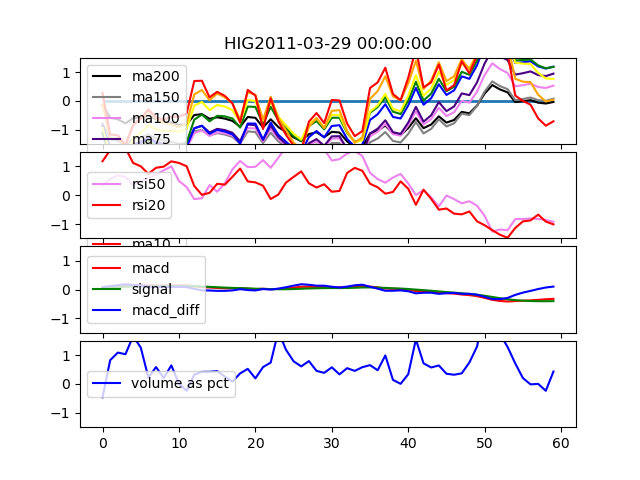 HIG2011-03-29 00:00:00
1
0
−1
ma200
ma150
ma100
ma75
1
0
−1
rsi50
rsi20
ma10
1
0
−1
macd
signal
macd_diff
1
0
−1
volume as pct
0 10 20 30 40 50 60